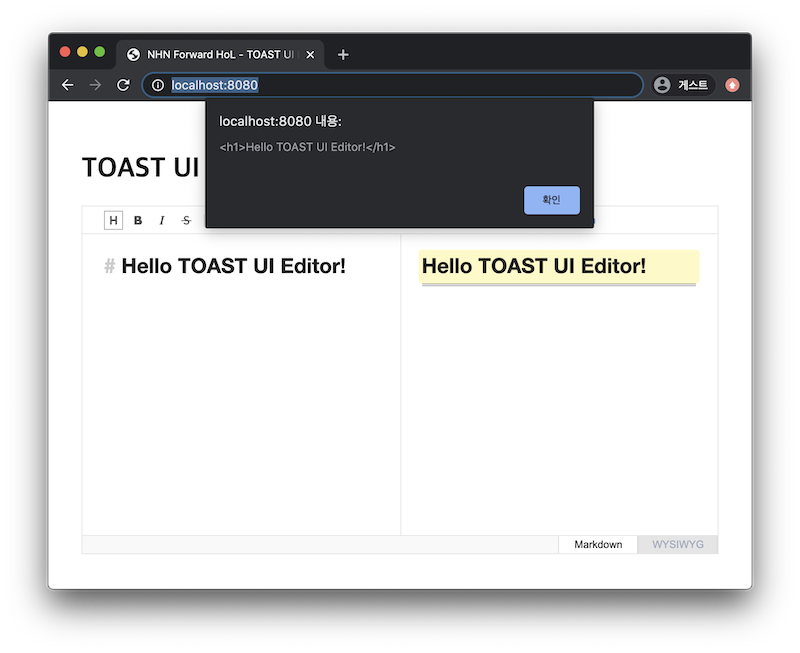 NHN Forward HoL - TOAST UI
localhost:8080
게스트
localhost:8080 내용:
<h1>Hello TOAST UI Editor!</h1>
확인
TOAST UI
H B I S
# Hello TOAST UI Editor!
Hello TOAST UI Editor!
Markdown
WYSIWYG